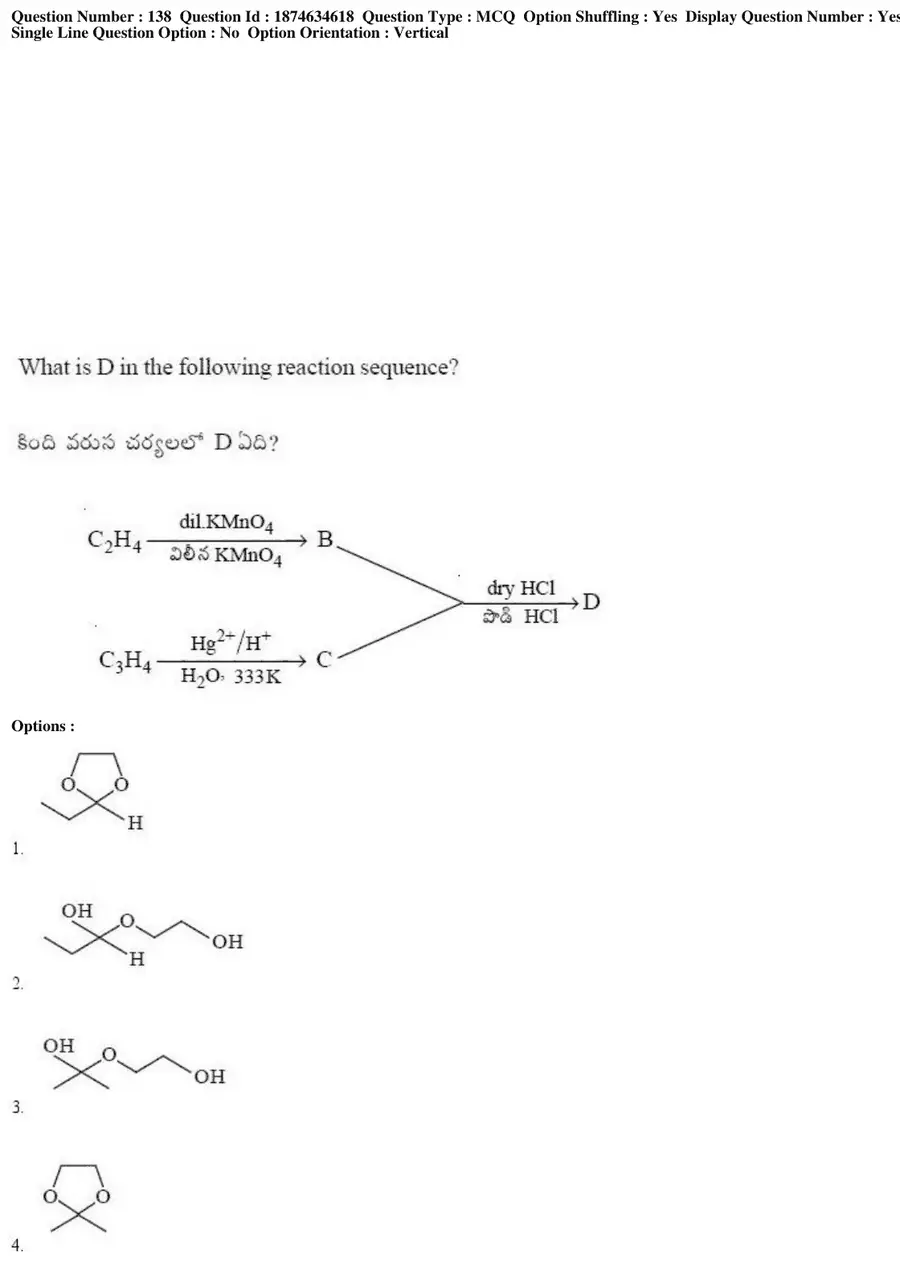 Question Number : 138 Question Id : 1874634618 Question Type : MCQ Option Shuffling : Yes Display Question Number : Yes
Single Line Question Option : No Option Orientation : Vertical
What is D in the following reaction sequence?
కింది వరుస చర్యలలో D ఏది?
C₂H₄ dil.KMnO₄ B
విలీన KMnO₄
dry HCl D
పొడి HCl
C₃H₄ Hg²⁺/H⁺ C
H₂O, 333K
Options :
O O
H
1.
OH O
OH
H
2.
OH O
OH
3.
O O
4.